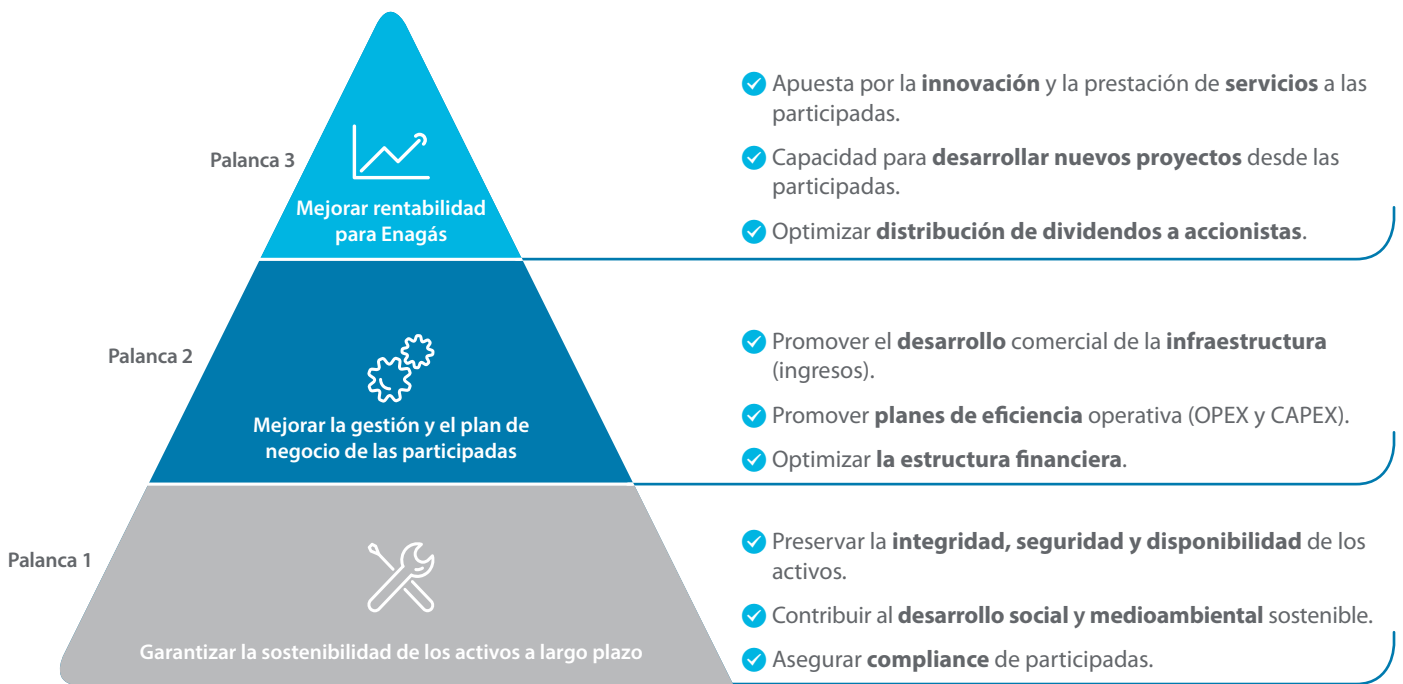 Palanca 3
Mejorar rentabilidad
para Enagás
Apuesta por la innovación y la prestación de servicios a las
participadas.
Capacidad para desarrollar nuevos proyectos desde las
participadas.
Optimizar distribución de dividendos a accionistas.
Palanca 2
Mejorar la gestión y el plan de
negocio de las participadas
Promover el desarrollo comercial de la infraestructura
(ingresos).
Promover planes de eficiencia operativa (OPEX y CAPEX).
Optimizar la estructura financiera.
Palanca 1
Garantizar la sostenibilidad de los activos a largo plazo
Preservar la integridad, seguridad y disponibilidad de los
activos.
Contribuir al desarrollo social y medioambiental sostenible.
Asegurar compliance de participadas.